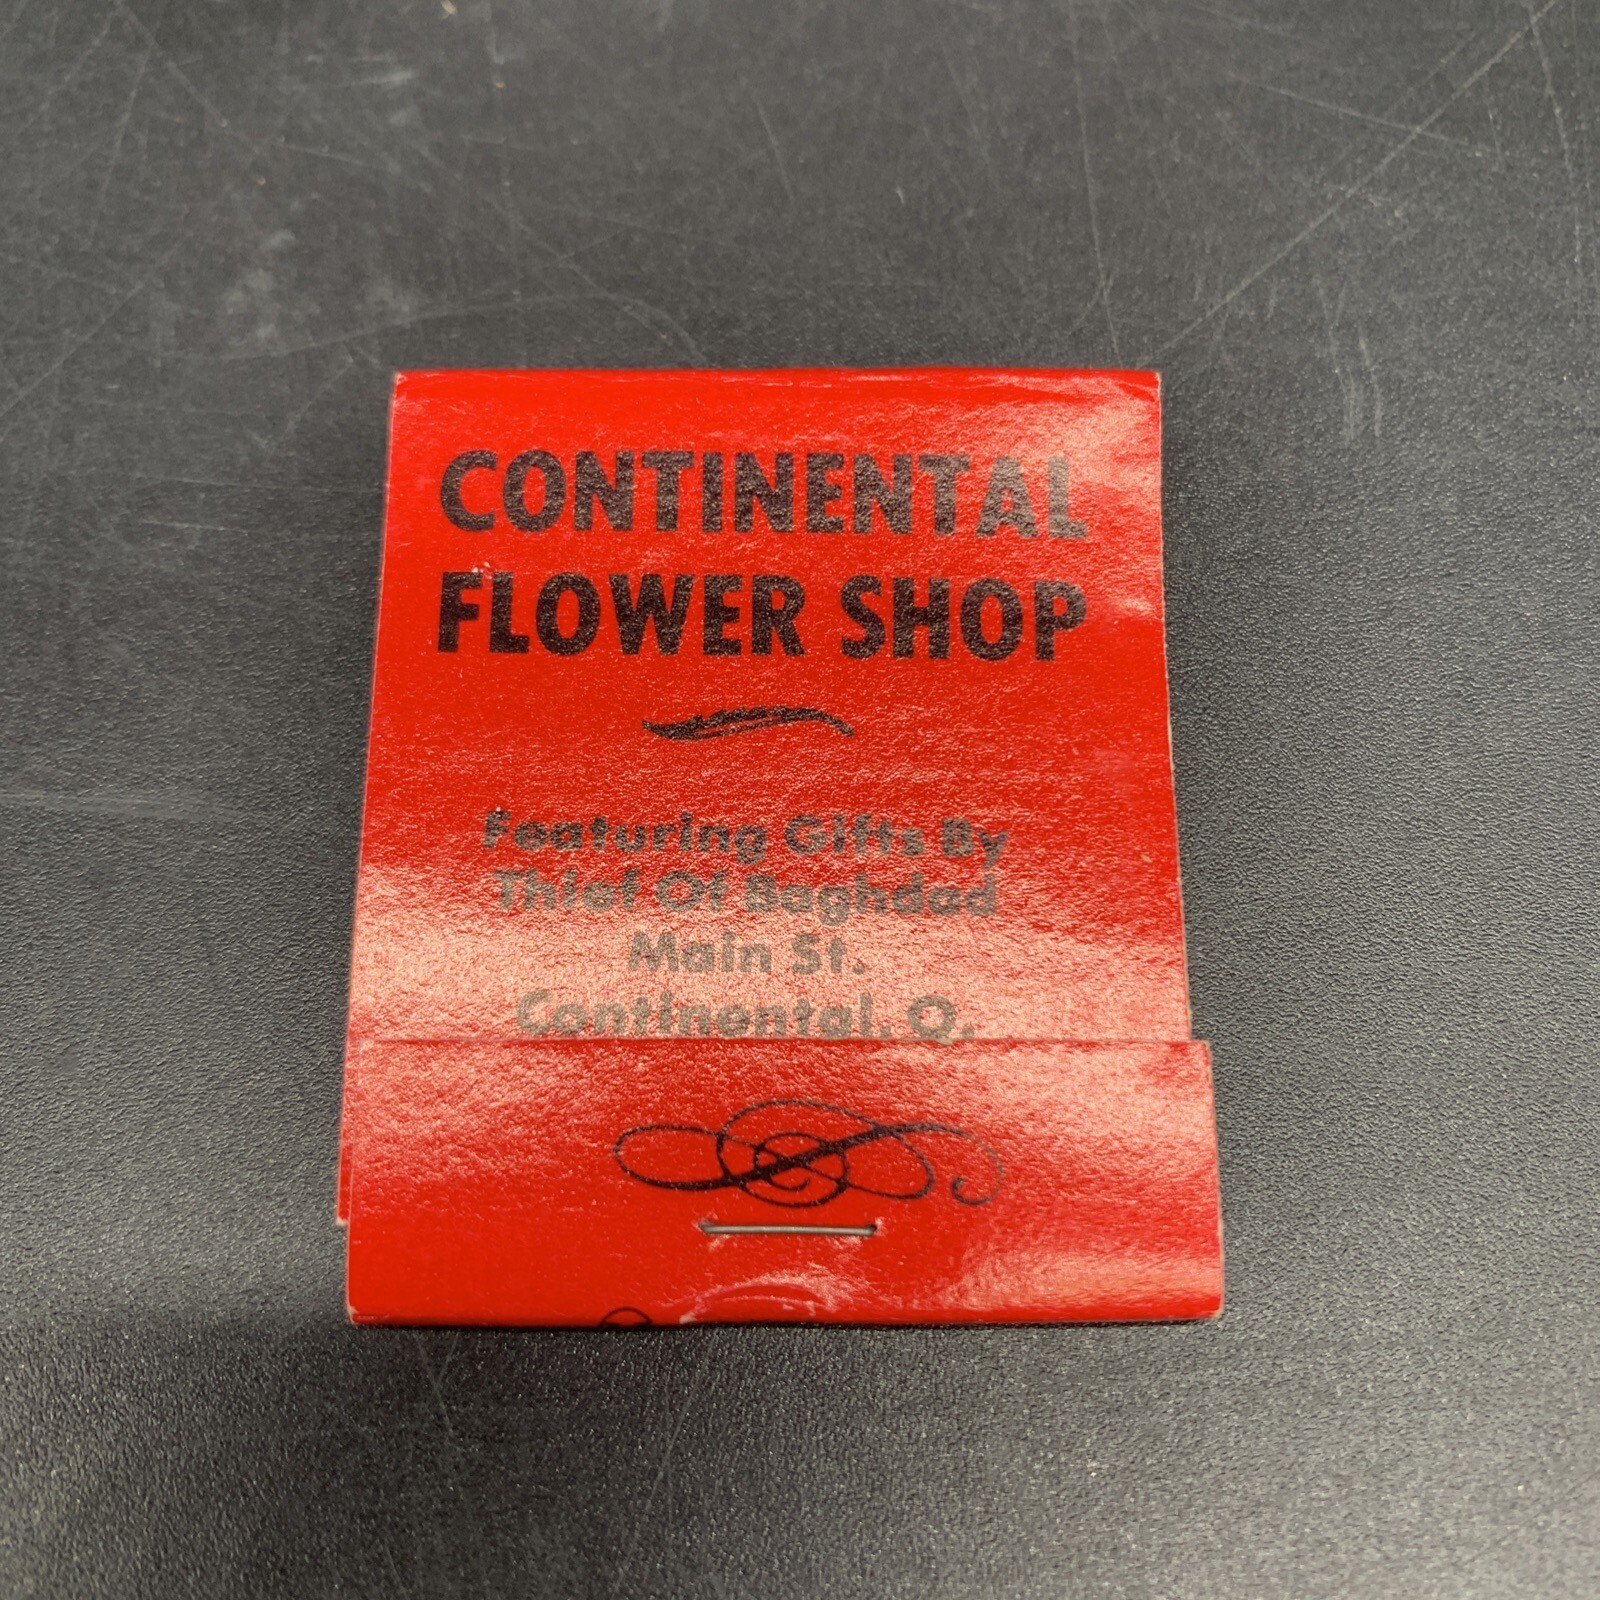 CONTINENTAL
FLOWER SHOP
Featuring Gifts By
Thief Of Baghdad
Main St.
Continental, O.